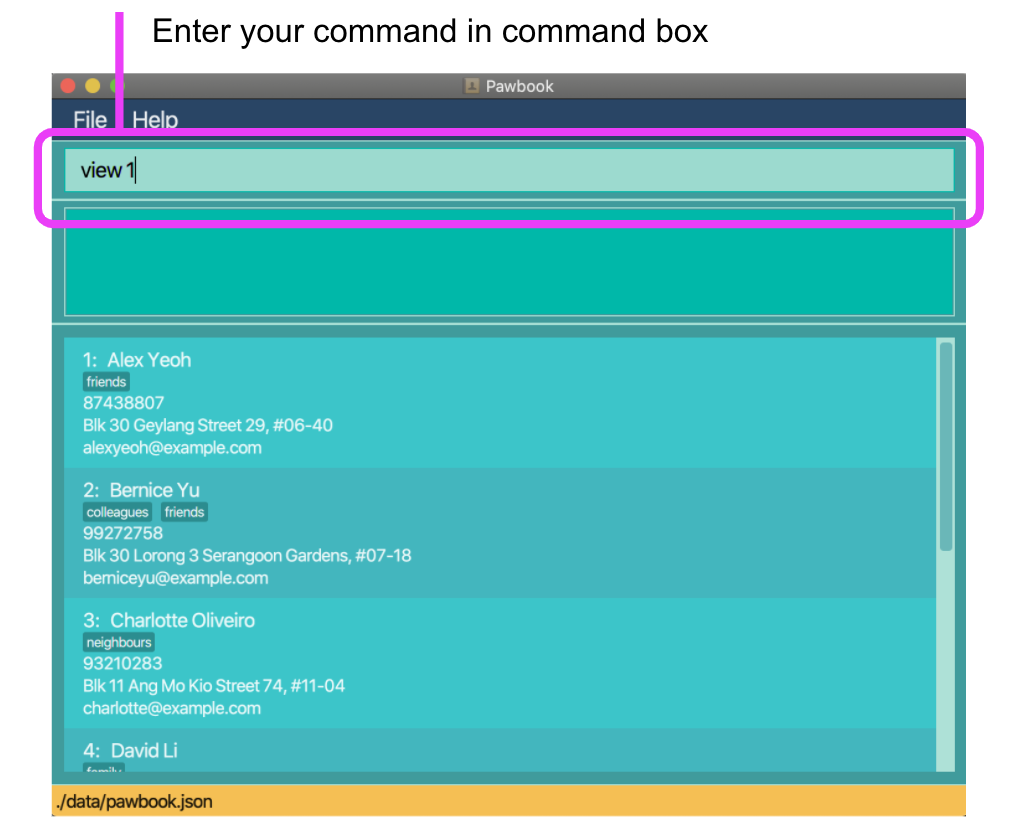 Enter your command in command box
Pawbook
File Help
view 1
1: Alex Yeoh
friends
87438807
Blk 30 Geylang Street 29, #06-40
alexyeoh@example.com
2: Bernice Yu
colleagues friends
99272758
Blk 30 Lorong 3 Serangoon Gardens, #07-18
berniceyu@example.com
3: Charlotte Oliveiro
neighbours
93210283
Blk 11 Ang Mo Kio Street 74, #11-04
charlotte@example.com
4: David Li
family
./data/pawbook.json